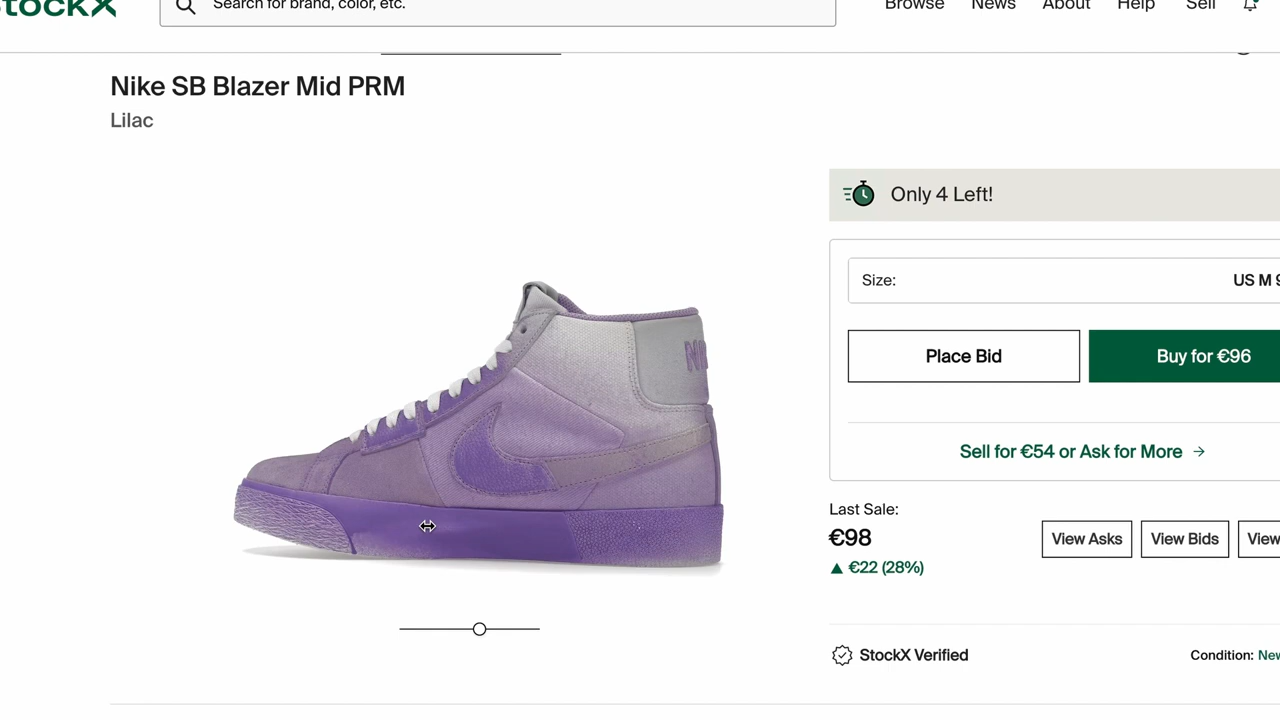 StockX
Search for brand, color, etc.
Browse
News
About
Help
Sell
Nike SB Blazer Mid PRM
Lilac
Only 4 Left!
Size:
US M 9
Place Bid
Buy for €96
Sell for €54 or Ask for More
Last Sale:
€98
€22 (28%)
View Asks
View Bids
View
StockX Verified
Condition: New